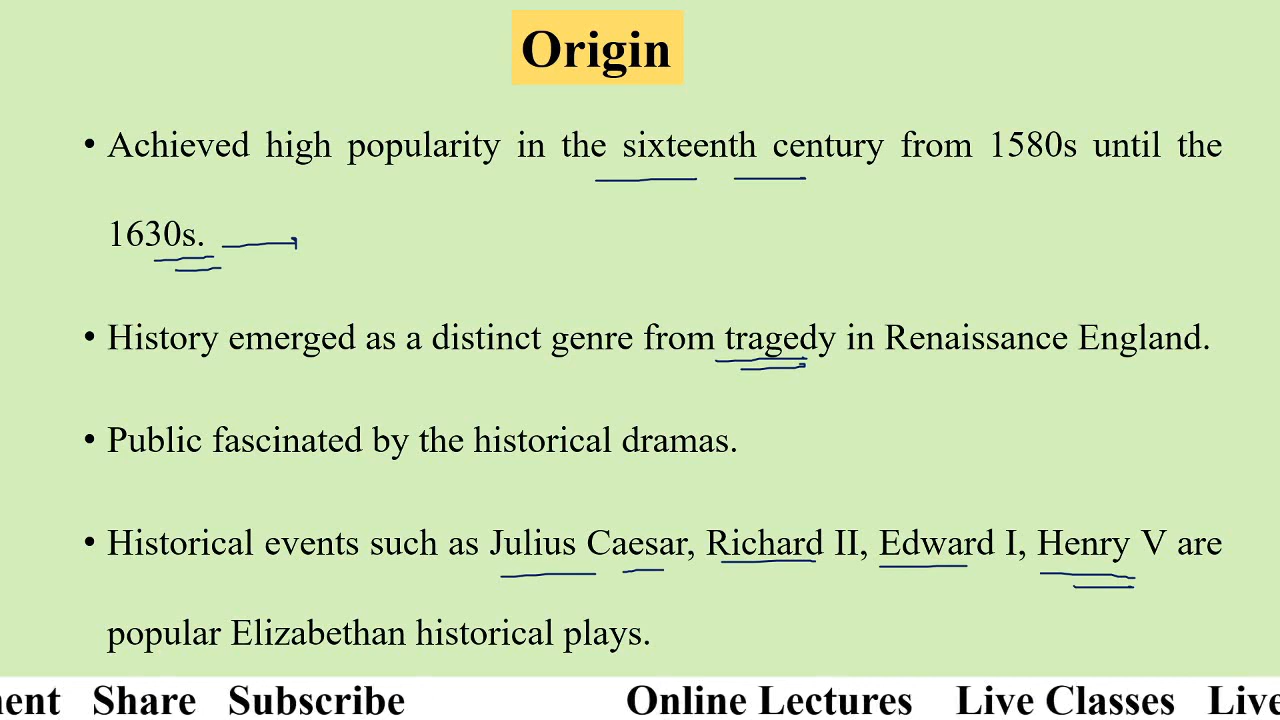 Origin
• Achieved high popularity in the sixteenth century from 1580s until the
1630s.
• History emerged as a distinct genre from tragedy in Renaissance England.
• Public fascinated by the historical dramas.
• Historical events such as Julius Caesar, Richard II, Edward I, Henry V are
popular Elizabethan historical plays.
ent Share Subscribe Online Lectures Live Classes Live